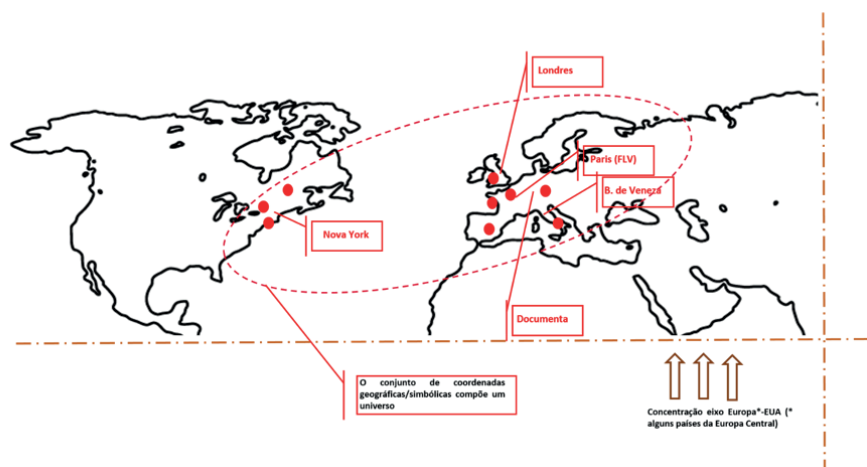 Londres
Paris (FLV)
B. de Veneza
Nova York
Documenta
O conjunto de coordenadas
geográficas/simbólicas compõe um
universo
Concentração eixo Europa*-EUA (*
alguns países da Europa Central)